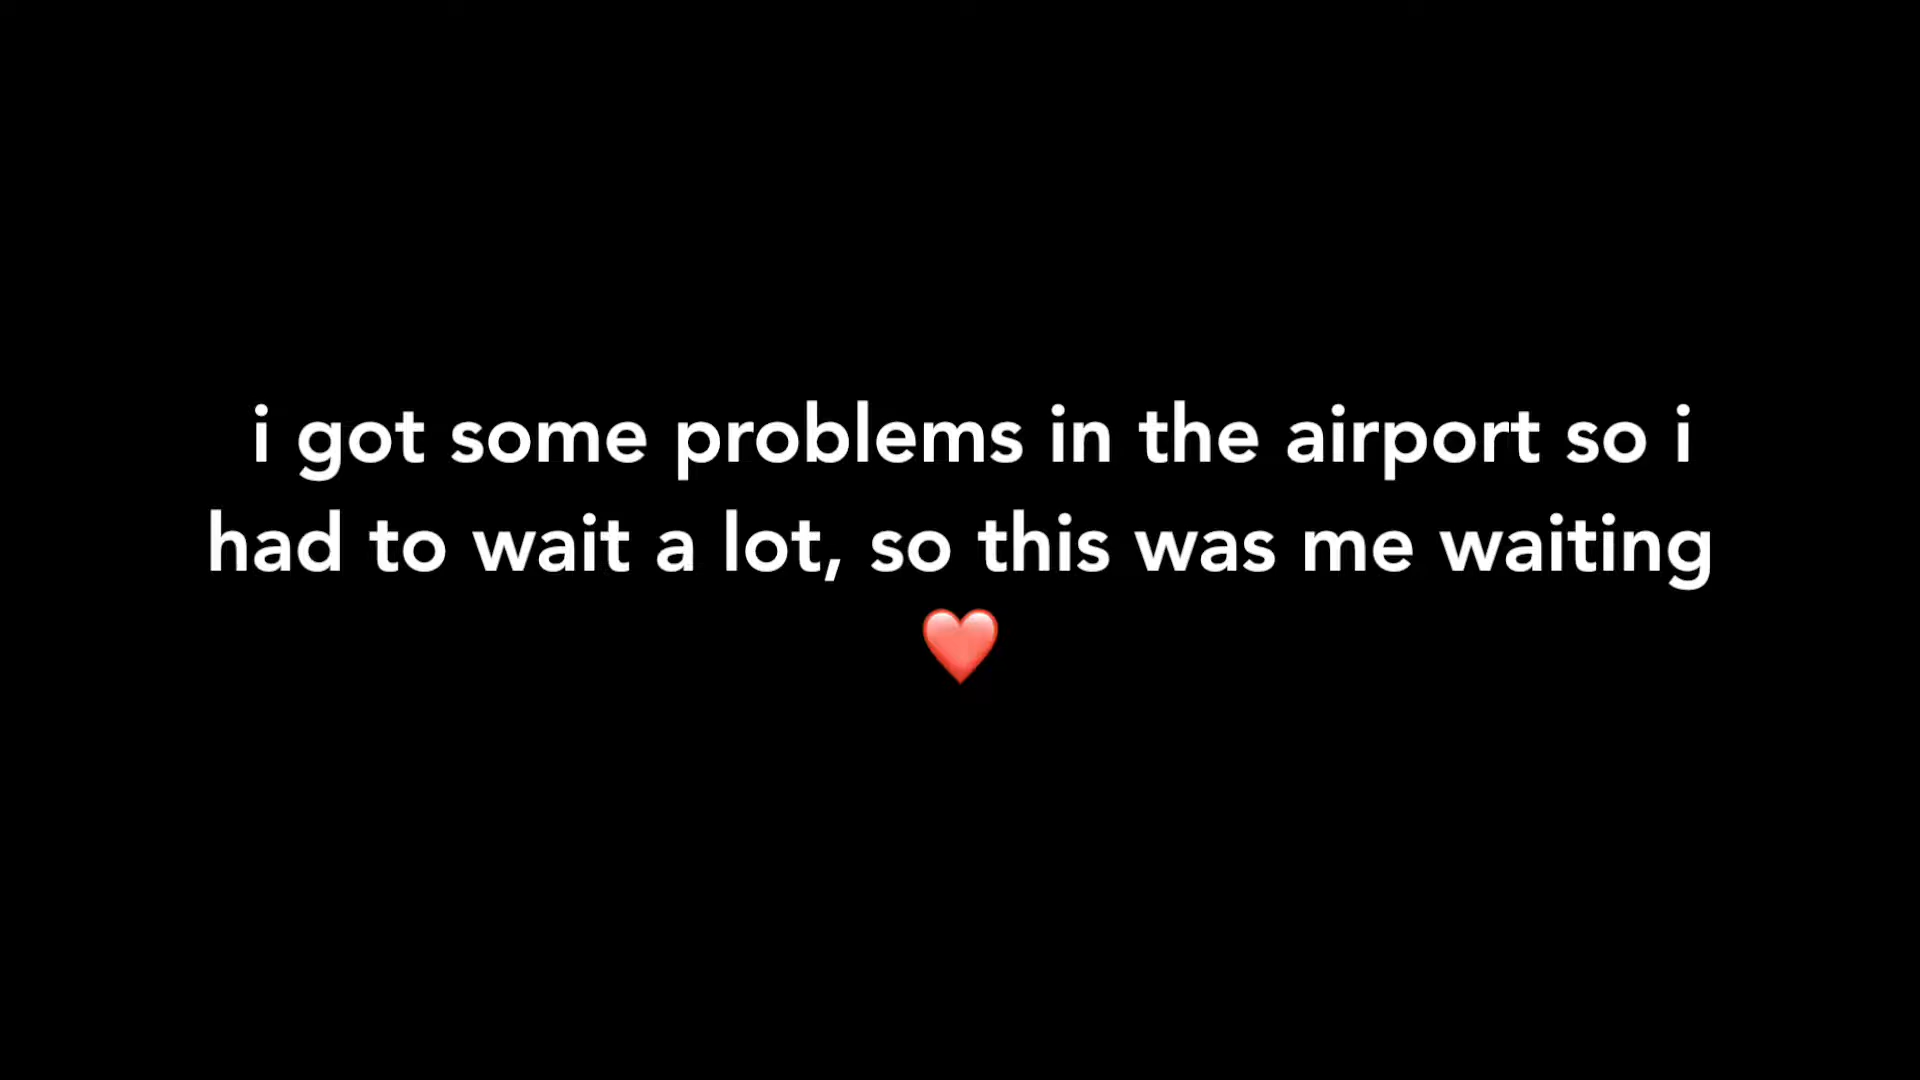 i got some problems in the airport so i
had to wait a lot, so this was me waiting
❤️